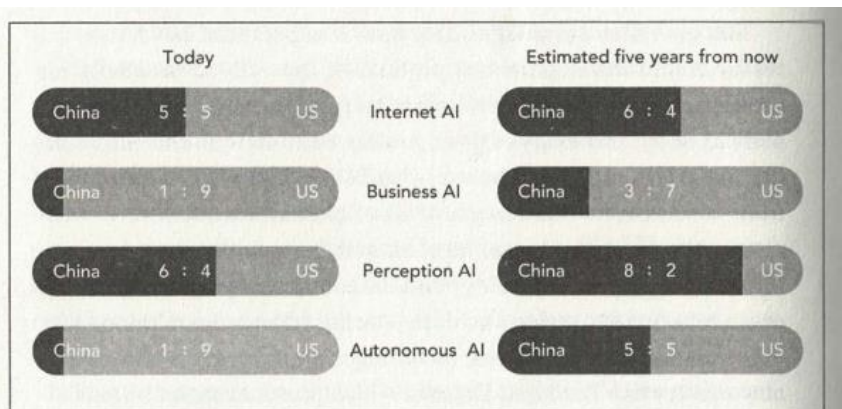 Today Estimated five years from now
China 5 : 5 US Internet AI China 6 : 4 US
China 1 : 9 US Business AI China 3 : 7 US
China 6 : 4 US Perception AI China 8 : 2 US
China 1 : 9 US Autonomous AI China 5 : 5 US